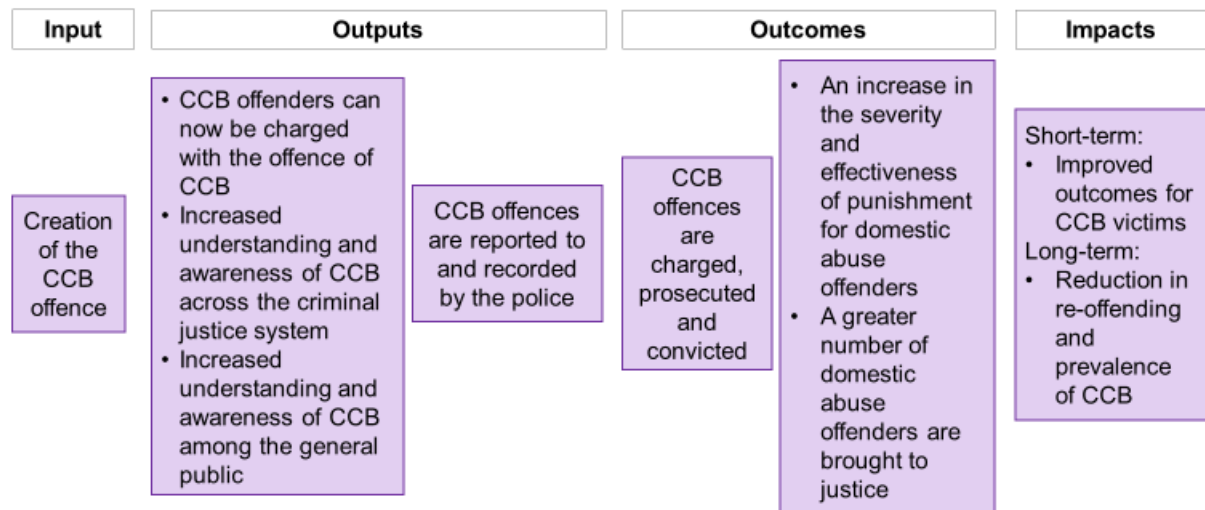 Input
Outputs
Outcomes
Impacts
Creation
of the
CCB
offence
• CCB offenders can
now be charged
with the offence of
CCB
• Increased
understanding and
awareness of CCB
across the criminal
justice system
• Increased
understanding and
awareness of CCB
among the general
public
CCB offences
are reported to
and recorded
by the police
CCB
offences
are
charged,
prosecuted
and
convicted
• An increase in
the severity
and
effectiveness
of punishment
for domestic
abuse
offenders
• A greater
number of
domestic
abuse
offenders are
brought to
justice
Short-term:
• Improved
outcomes for
CCB victims
Long-term:
• Reduction in
re-offending
and
prevalence
of CCB